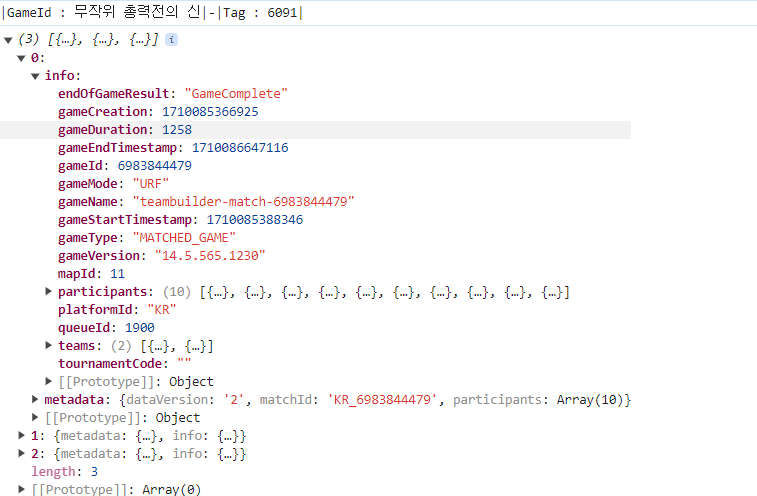 |GameId : 무작위 총력전의 신|-|Tag : 6091|
(3) [{…}, {…}, {…}] i
0:
info:
endOfGameResult: "GameComplete"
gameCreation: 1710085366925
gameDuration: 1258
gameEndTimestamp: 1710086647116
gameId: 6983844479
gameMode: "URF"
gameName: "teambuilder-match-6983844479"
gameStartTimestamp: 1710085388346
gameType: "MATCHED_GAME"
gameVersion: "14.5.565.1230"
mapId: 11
participants: (10) [{…}, {…}, {…}, {…}, {…}, {…}, {…}, {…}, {…}, {…}]
platformId: "KR"
queueId: 1900
teams: (2) [{…}, {…}]
tournamentCode: ""
[[Prototype]]: Object
metadata: {dataVersion: '2', matchId: 'KR_6983844479', participants: Array(10)}
[[Prototype]]: Object
1: {metadata: {…}, info: {…}}
2: {metadata: {…}, info: {…}}
length: 3
[[Prototype]]: Array(0)